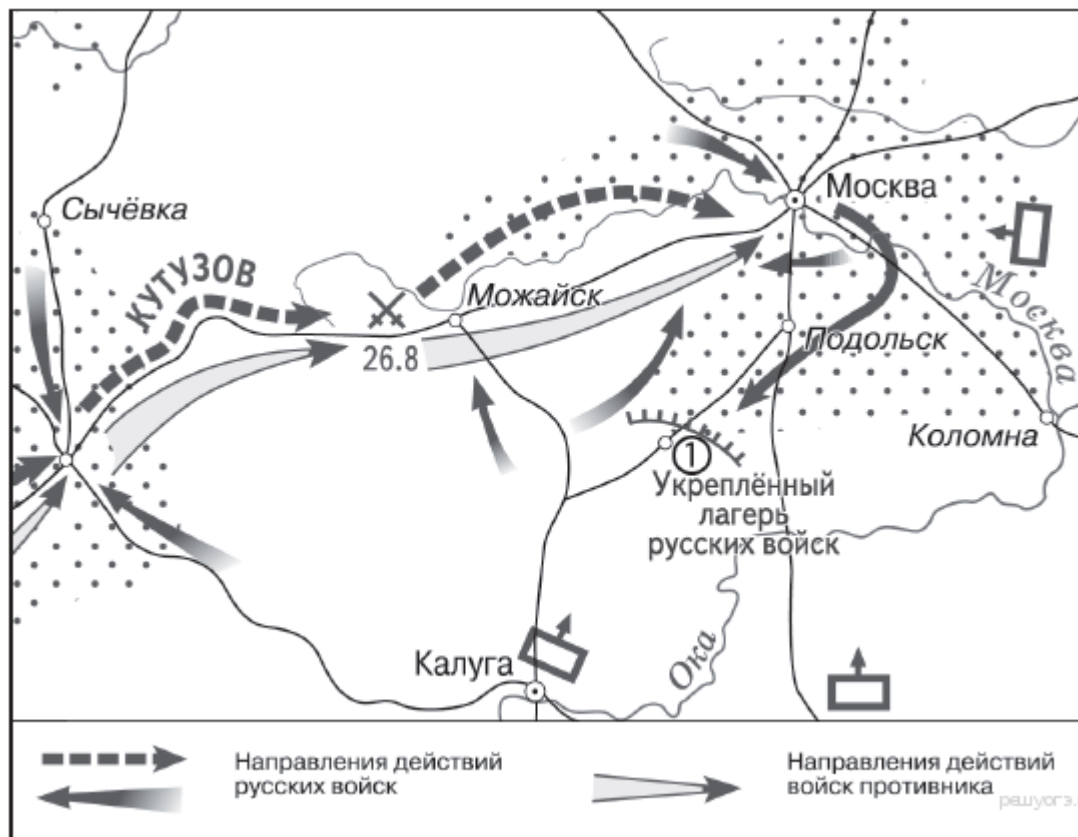 Сычёвка
КУТУЗОВ
Можайск
26.8
Москва
Москва
Подольск
Коломна
1
Укреплённый
лагерь
русских войск
Калуга
Ока
Направления действий
русских войск
Направления действий
войск противника